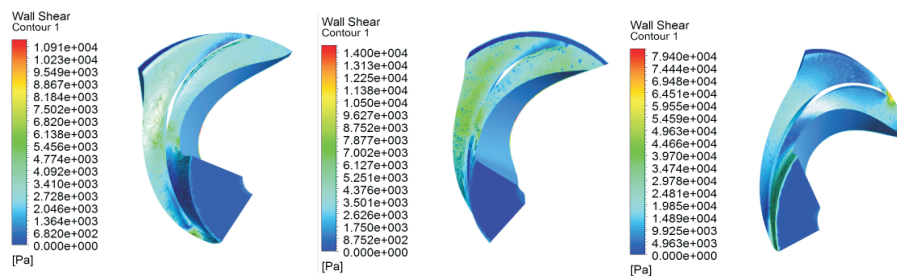 Wall Shear
Contour 1
1.091e+004
1.023e+004
9.549e+003
8.867e+003
8.184e+003
7.502e+003
6.820e+003
6.138e+003
5.456e+003
4.774e+003
4.092e+003
3.410e+003
2.728e+003
2.046e+003
1.364e+003
6.820e+002
0.000e+000
[Pa]
Wall Shear
Contour 1
1.400e+004
1.313e+004
1.225e+004
1.138e+004
1.050e+004
9.627e+003
8.752e+003
7.877e+003
7.002e+003
6.127e+003
5.251e+003
4.376e+003
3.501e+003
2.626e+003
1.750e+003
8.752e+002
0.000e+000
[Pa]
Wall Shear
Contour 1
7.940e+004
7.444e+004
6.948e+004
6.451e+004
5.955e+004
5.459e+004
4.963e+004
4.466e+004
3.970e+004
3.474e+004
2.978e+004
2.481e+004
1.985e+004
1.489e+004
9.925e+003
4.963e+003
0.000e+000
[Pa]